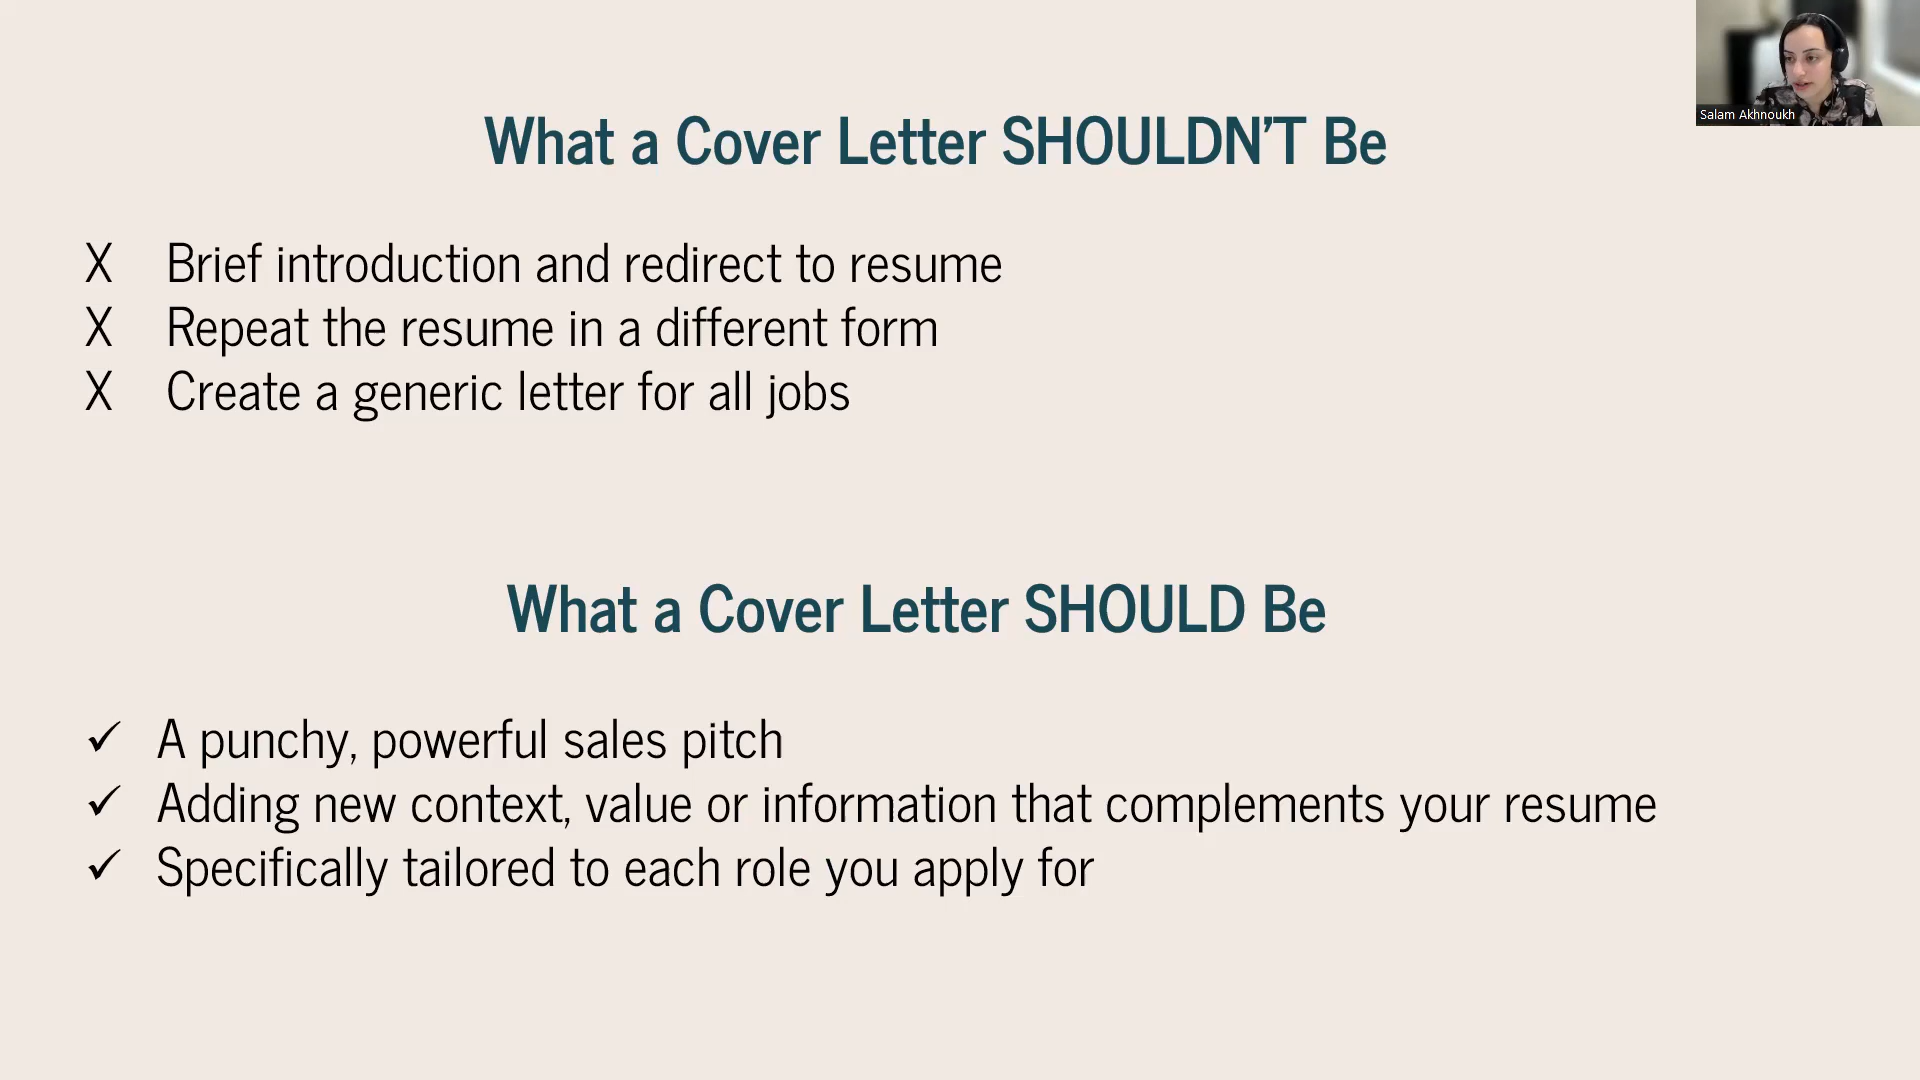 Salam Akhnoukh
What a Cover Letter SHOULDN’T Be
X Brief introduction and redirect to resume
X Repeat the resume in a different form
X Create a generic letter for all jobs
What a Cover Letter SHOULD Be
✓ A punchy, powerful sales pitch
✓ Adding new context, value or information that complements your resume
✓ Specifically tailored to each role you apply for